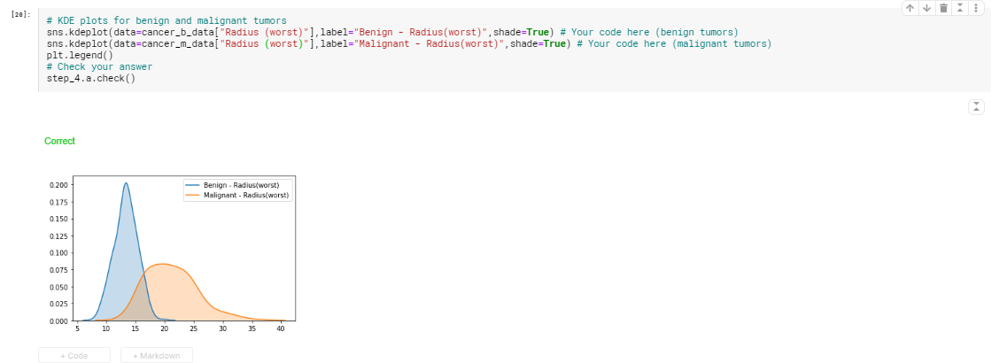 [20]:
# KDE plots for benign and malignant tumors
sns.kdeplot(data=cancer_b_data["Radius (worst)"],label="Benign - Radius(worst)",shade=True) # Your code here (benign tumors)
sns.kdeplot(data=cancer_m_data["Radius (worst)"],label="Malignant - Radius(worst)",shade=True) # Your code here (malignant tumors)
plt.legend()
# Check your answer
step_4.a.check()
Correct
Benign - Radius(worst)
Malignant - Radius(worst)
0.200
0.175
0.150
0.125
0.100
0.075
0.050
0.025
0.000
5 10 15 20 25 30 35 40
+ Code + Markdown